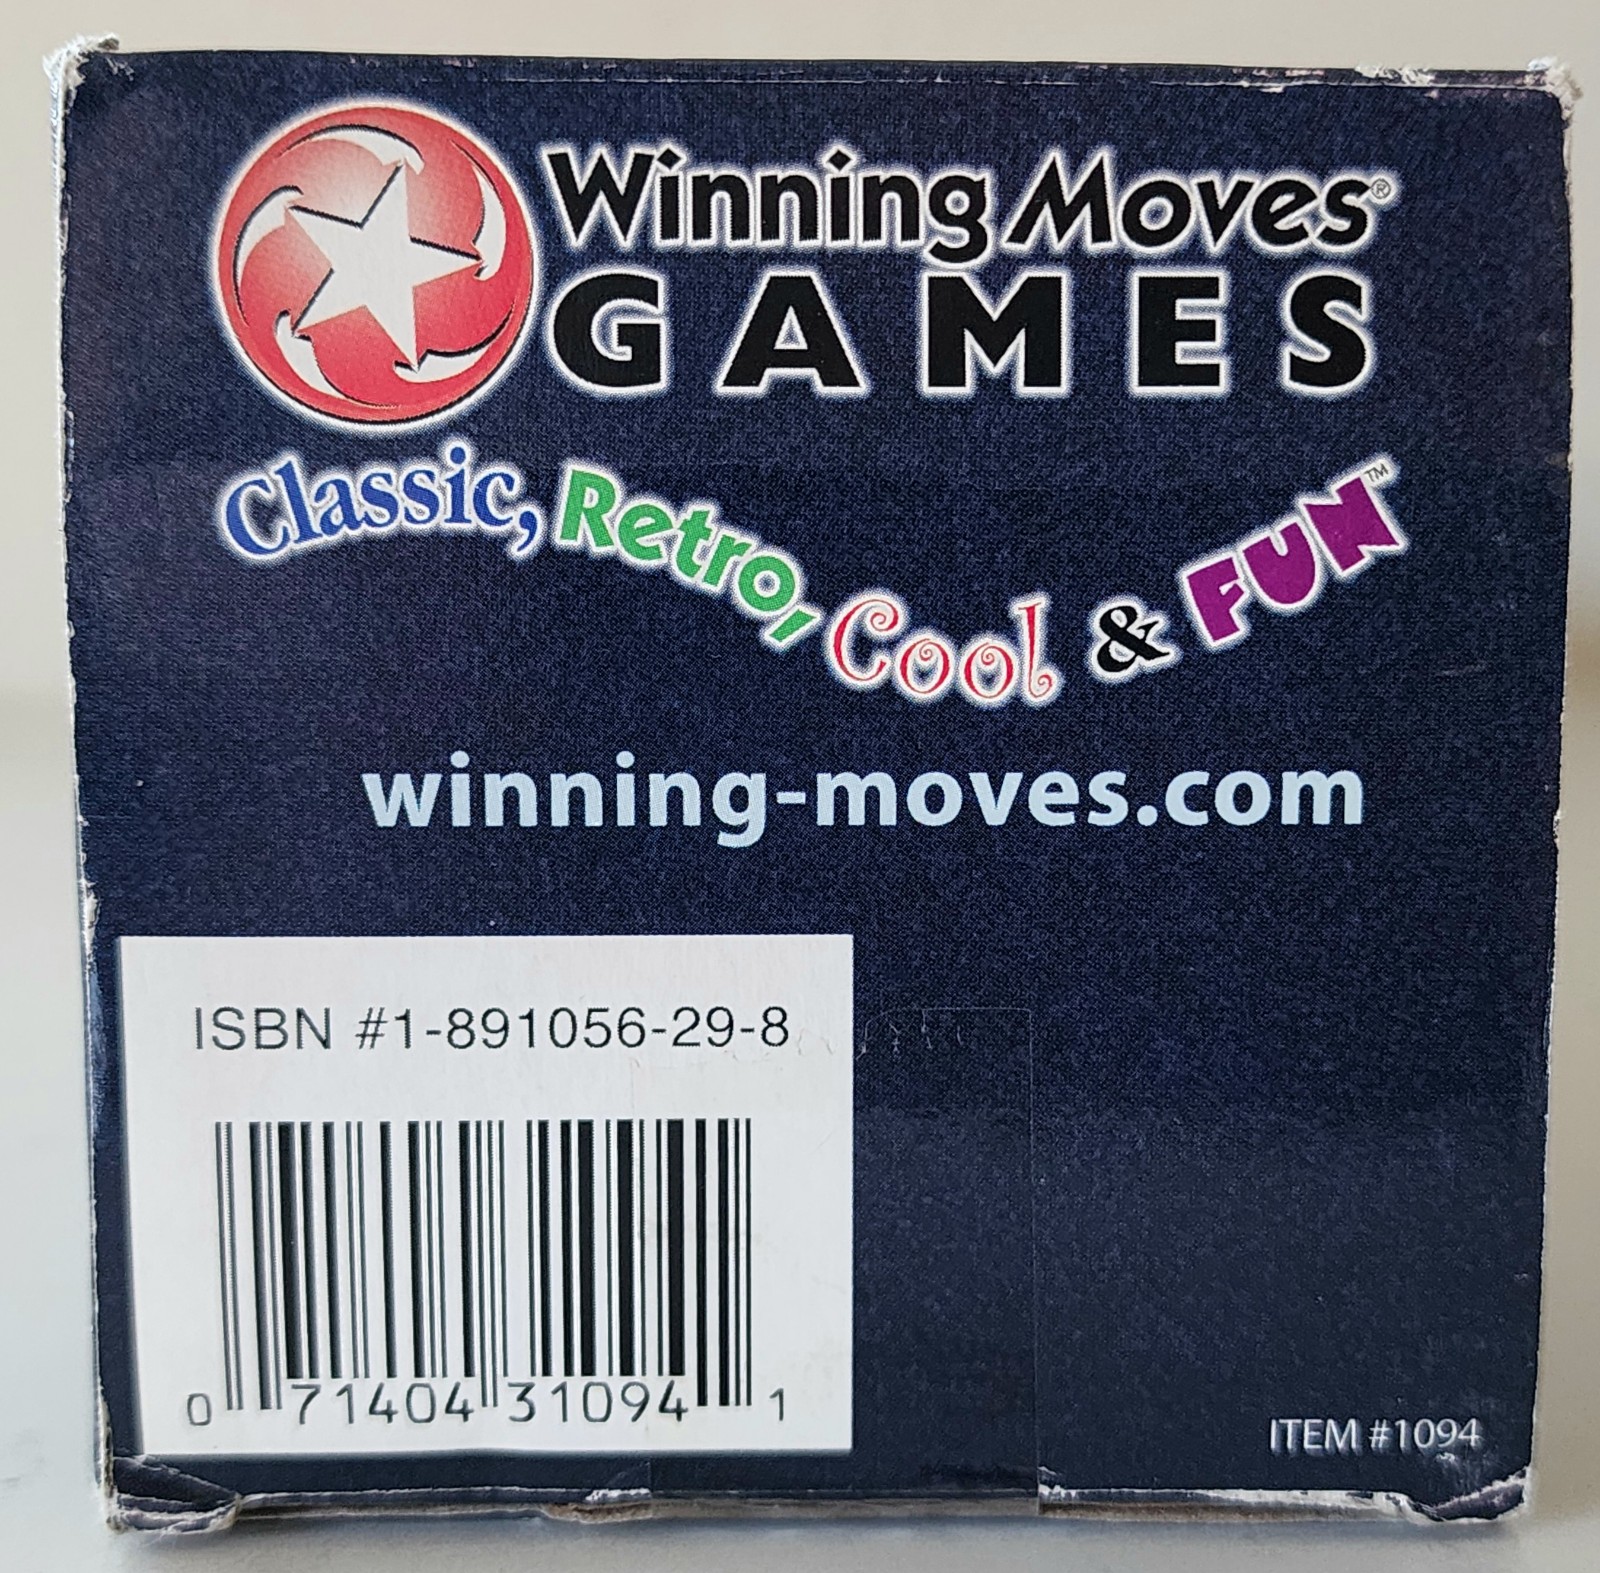 Winning Moves®
GAMES
Classic, Retro, Cool & FUN™
winning-moves.com
ISBN #1-891056-29-8
0 71404 31094 1
ITEM #1094